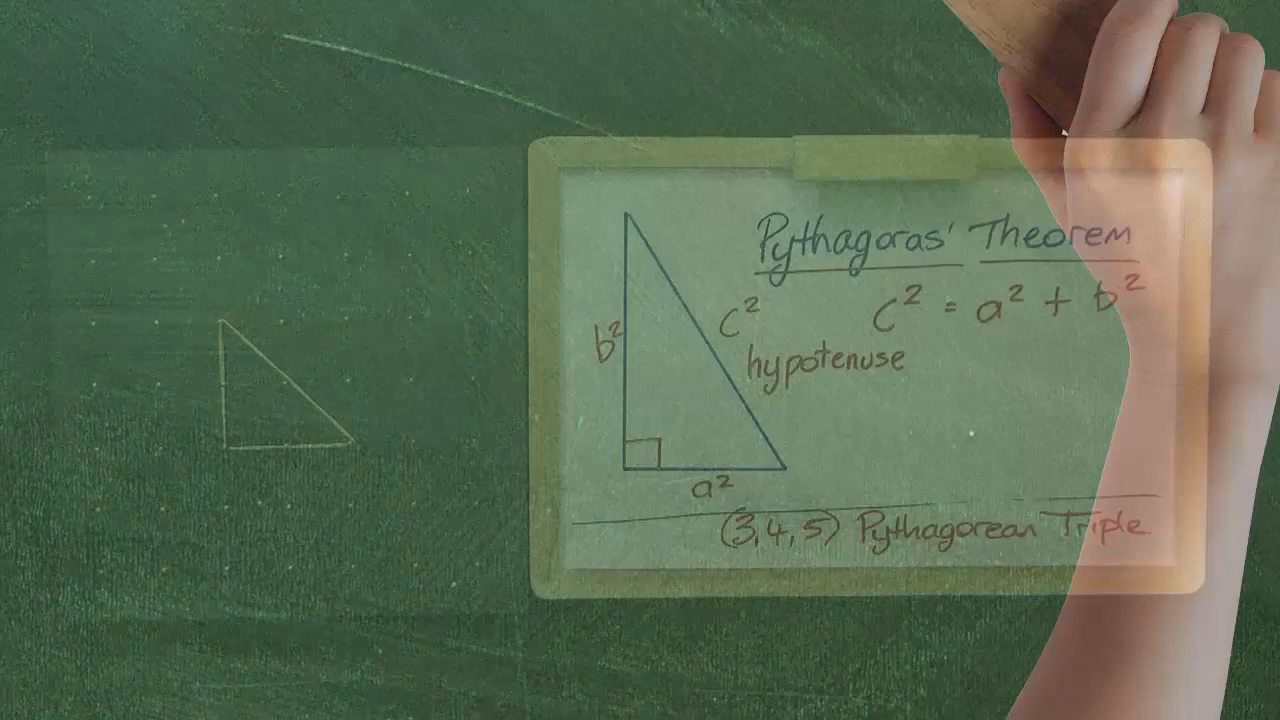 Pythagoras' Theorem
c² = a² + b²
b²
c²
hypotenuse
a²
(3, 4, 5) Pythagorean Triple